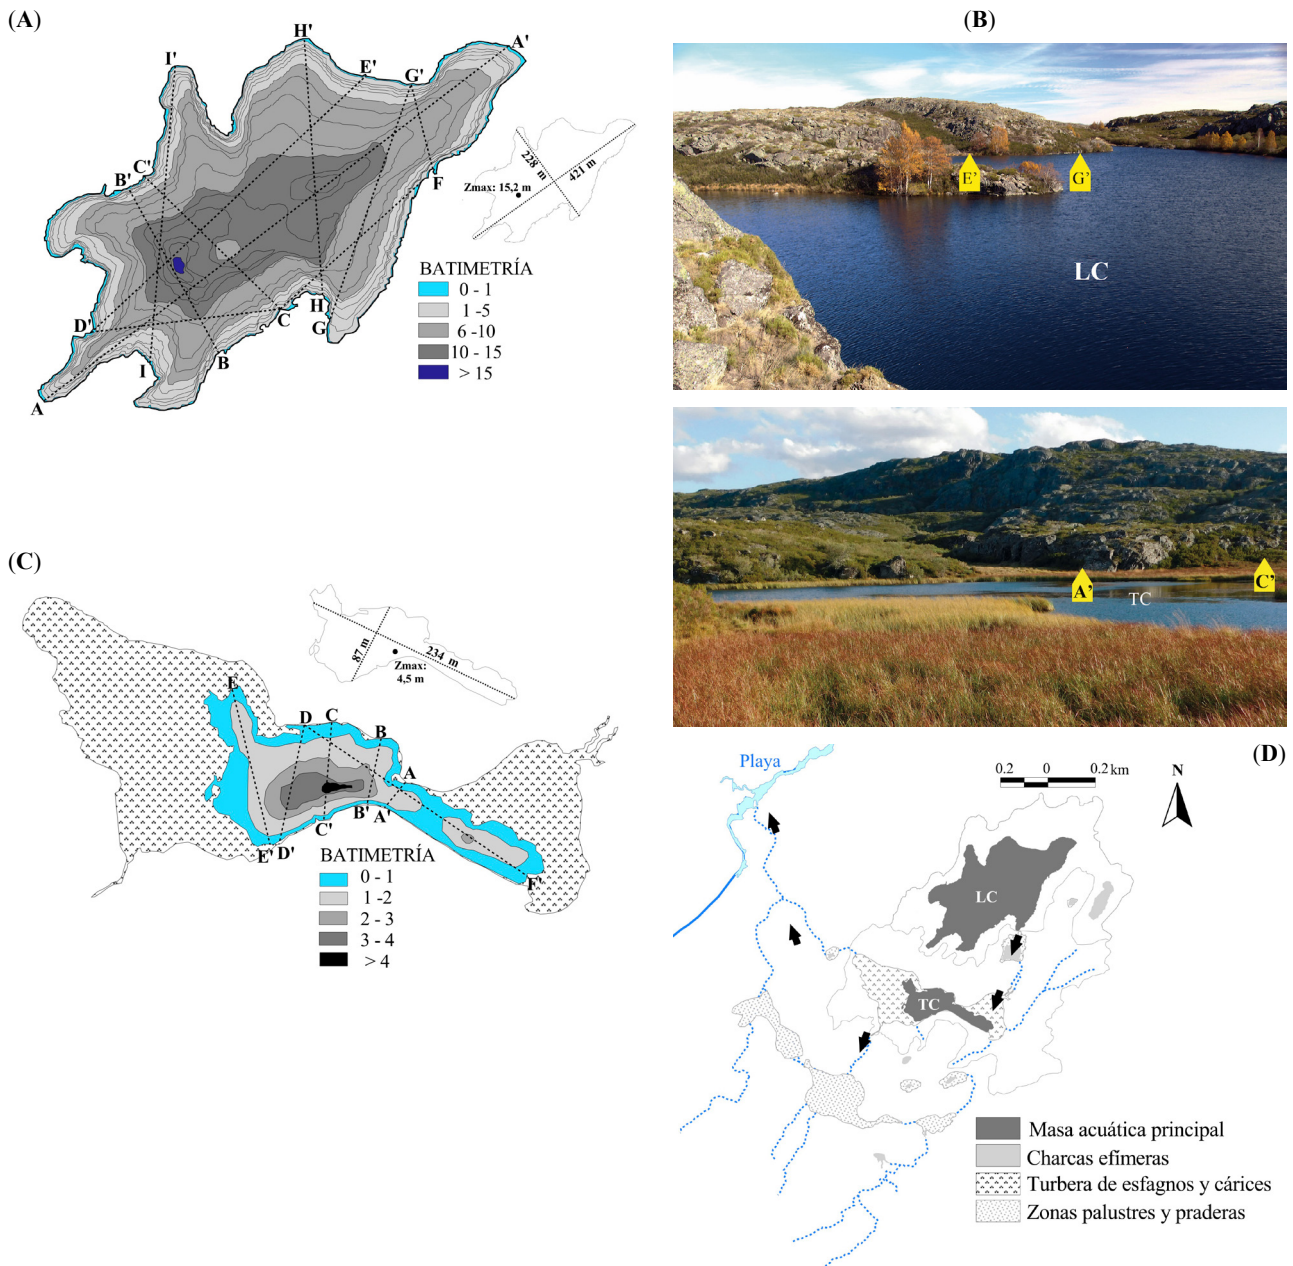 (A)
H'
A'
I'
E'
G'
C'
B'
F
D'
H
C
G
I
B
A
228 m
421 m
Zmax: 15,2 m
BATIMETRÍA
0 - 1
1 -5
6 -10
10 - 15
> 15
(B)
E'
G'
LC
A'
C'
TC
(C)
87 m
234 m
Zmax:
4,5 m
E
D
C
B
A
B'
A'
C'
E'
D'
F'
BATIMETRÍA
0 - 1
1 -2
2 - 3
3 - 4
> 4
(D)
Playa
0.2 0 0.2 km
N
LC
TC
Masa acuática principal
Charcas efímeras
Turbera de esfagnos y cárices
Zonas palustres y praderas